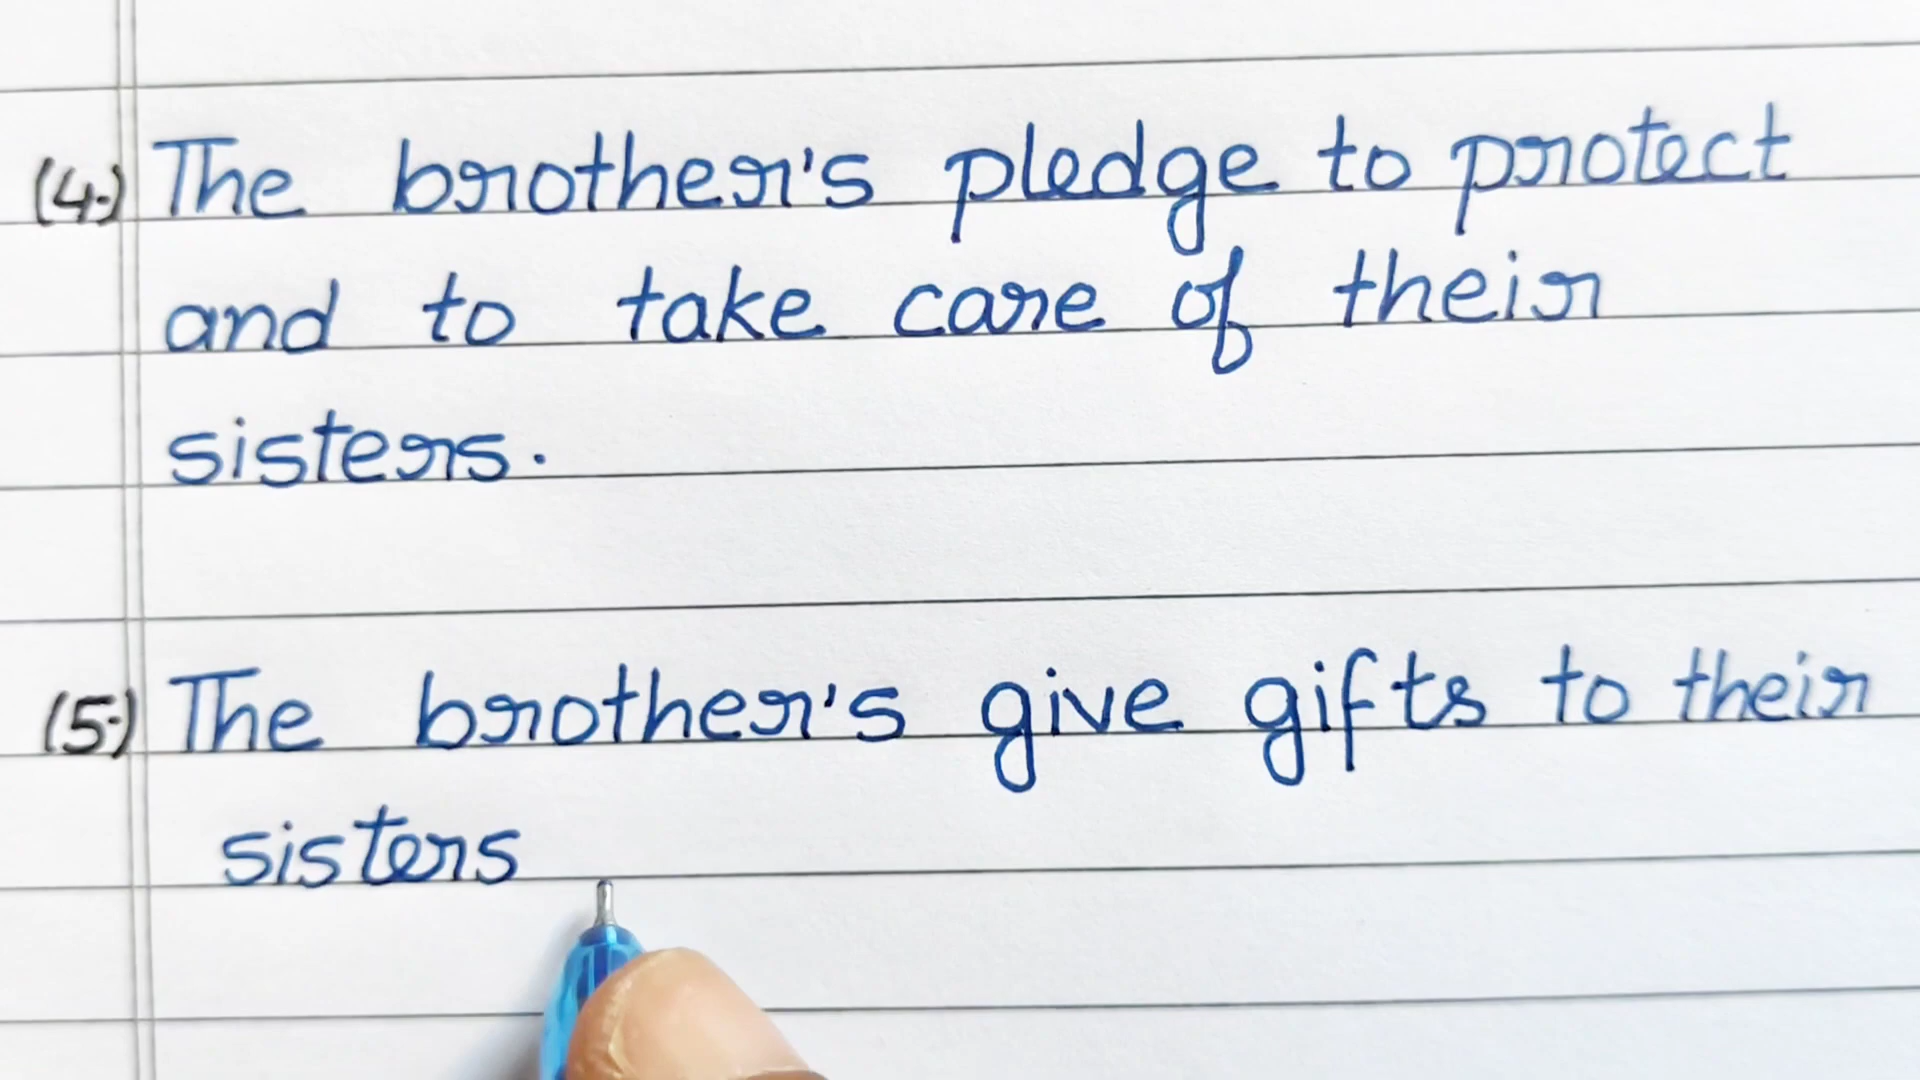 (4.) The brother's pledge to protect
and to take care of their
sisters.
(5.) The brother's give gifts to their
sisters